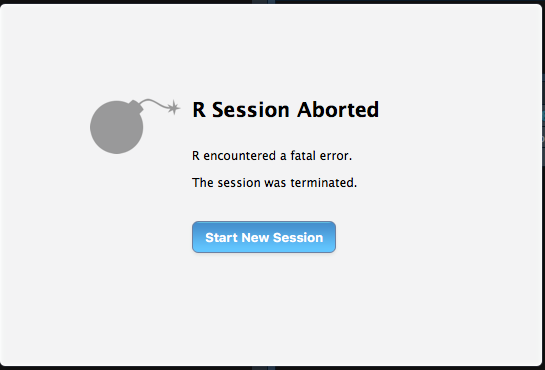 R Session Aborted
R encountered a fatal error.
The session was terminated.
Start New Session